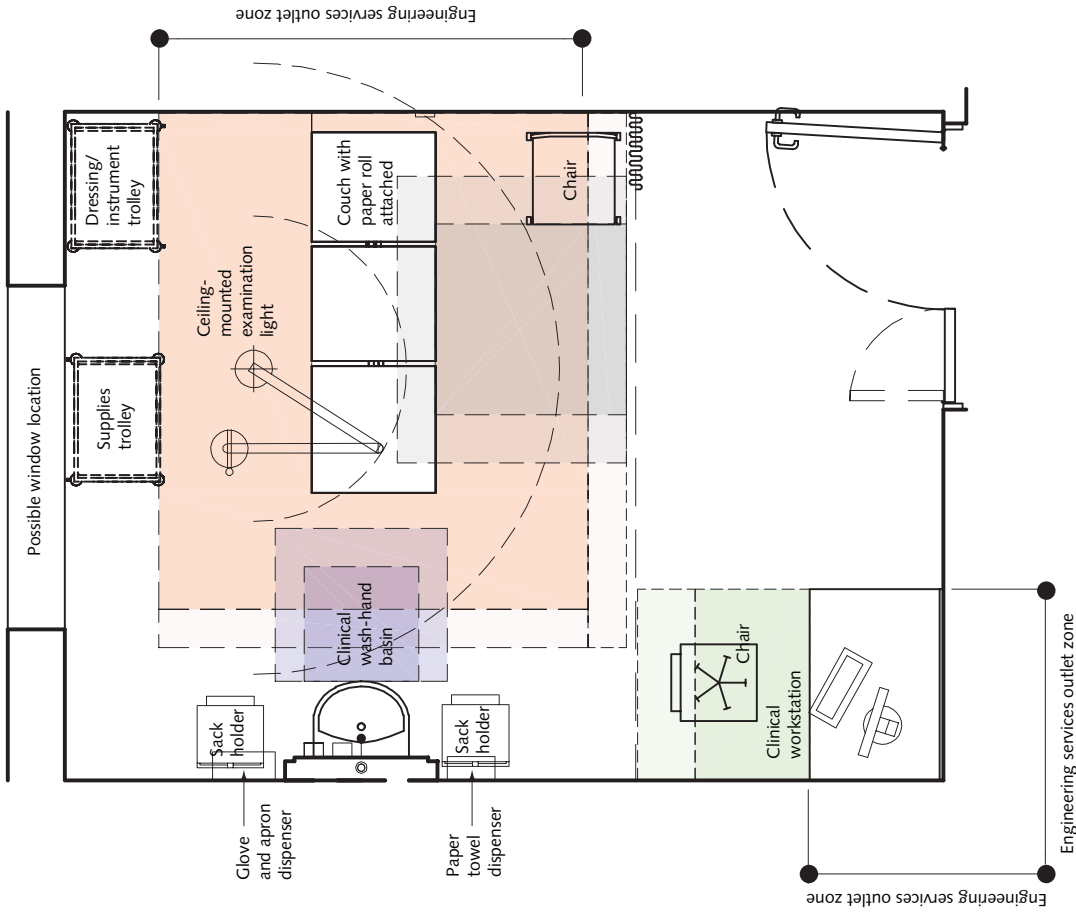 Engineering services outlet zone
Possible window location
Dressing/
instrument
trolley
Supplies
trolley
Ceiling-
mounted
examination
light
Couch with
paper roll
attached
Chair
Clinical
wash-hand
basin
Sack
holder
Sack
holder
Glove
and apron
dispenser
Paper
towel
dispenser
Chair
Clinical
workstation
Engineering services outlet zone
Engineering services outlet zone